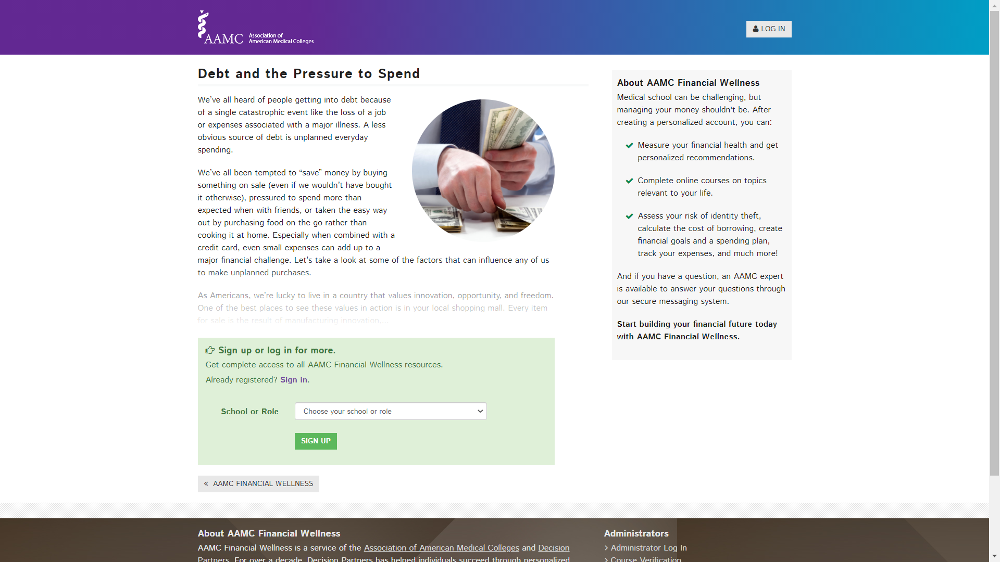 AAMC
Association of
American Medical Colleges
LOG IN
Debt and the Pressure to Spend
We’ve all heard of people getting into debt because
of a single catastrophic event like the loss of a job
or expenses associated with a major illness. A less
obvious source of debt is unplanned everyday
spending.
We’ve all been tempted to “save” money by buying
something on sale (even if we wouldn’t have bought
it otherwise), pressured to spend more than
expected when with friends, or taken the easy way
out by purchasing food on the go rather than
cooking it at home. Especially when combined with a
credit card, even small expenses can add up to a
major financial challenge. Let’s take a look at some of the factors that can influence any of us
to make unplanned purchases.
As Americans, we’re lucky to live in a country that values innovation, opportunity, and freedom.
One of the best places to see these values in action is in your local shopping mall. Every item
for sale is the result of manufacturing innovation....
Sign up or log in for more.
Get complete access to all AAMC Financial Wellness resources.
Already registered? Sign in.
School or Role
Choose your school or role
SIGN UP
« AAMC FINANCIAL WELLNESS
About AAMC Financial Wellness
Medical school can be challenging, but
managing your money shouldn't be. After
creating a personalized account, you can:
Measure your financial health and get
personalized recommendations.
Complete online courses on topics
relevant to your life.
Assess your risk of identity theft,
calculate the cost of borrowing, create
financial goals and a spending plan,
track your expenses, and much more!
And if you have a question, an AAMC expert
is available to answer your questions through
our secure messaging system.
Start building your financial future today
with AAMC Financial Wellness.
About AAMC Financial Wellness
AAMC Financial Wellness is a service of the Association of American Medical Colleges and Decision
Partners. For over a decade, Decision Partners has helped individuals succeed through personalized
Administrators
> Administrator Log In
> Course Verification